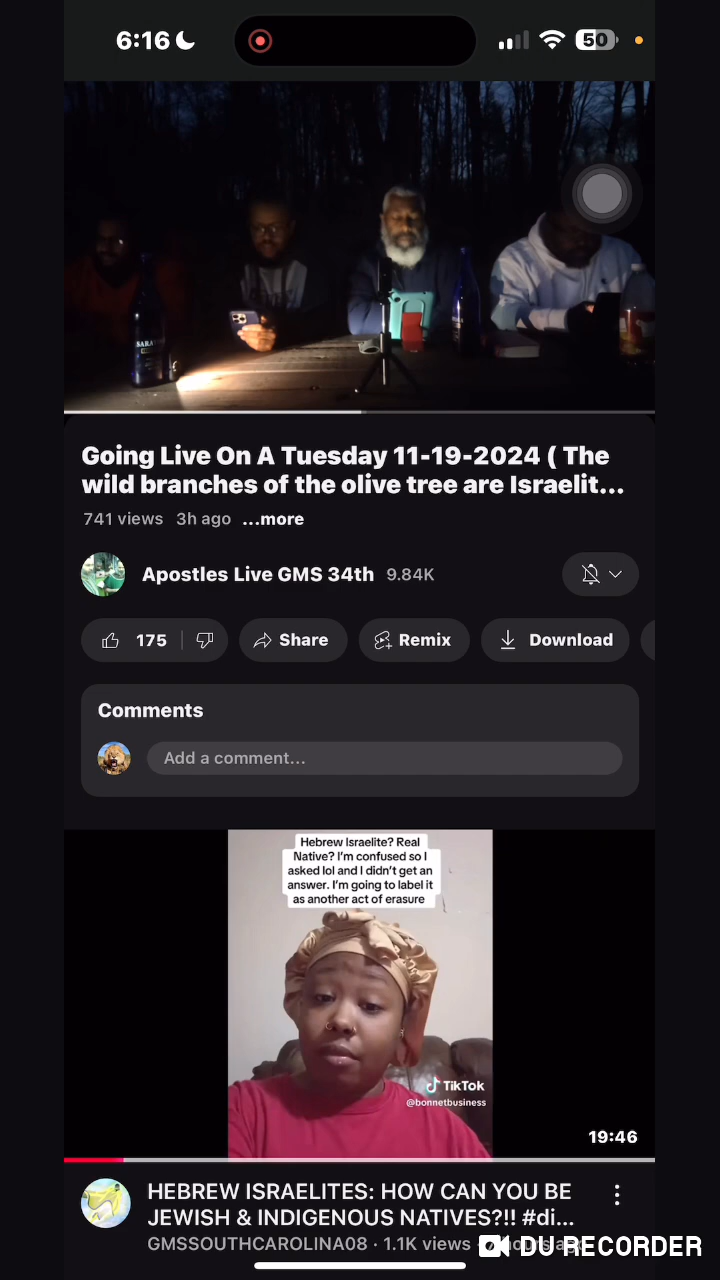 6:16
50
SARA
Going Live On A Tuesday 11-19-2024 ( The
wild branches of the olive tree are Israelit...
741 views 3h ago ...more
Apostles Live GMS 34th 9.84K
175 Share Remix Download
Comments
Add a comment...
Hebrew Israelite? Real
Native? I'm confused so I
asked lol and I didn't get an
answer. I'm going to label it
as another act of erasure
TikTok
@bonnetbusiness
19:46
HEBREW ISRAELITES: HOW CAN YOU BE
JEWISH & INDIGENOUS NATIVES?!! #di...
GMSSOUTHCAROLINA08 · 1.1K views ·
DU RECORDER